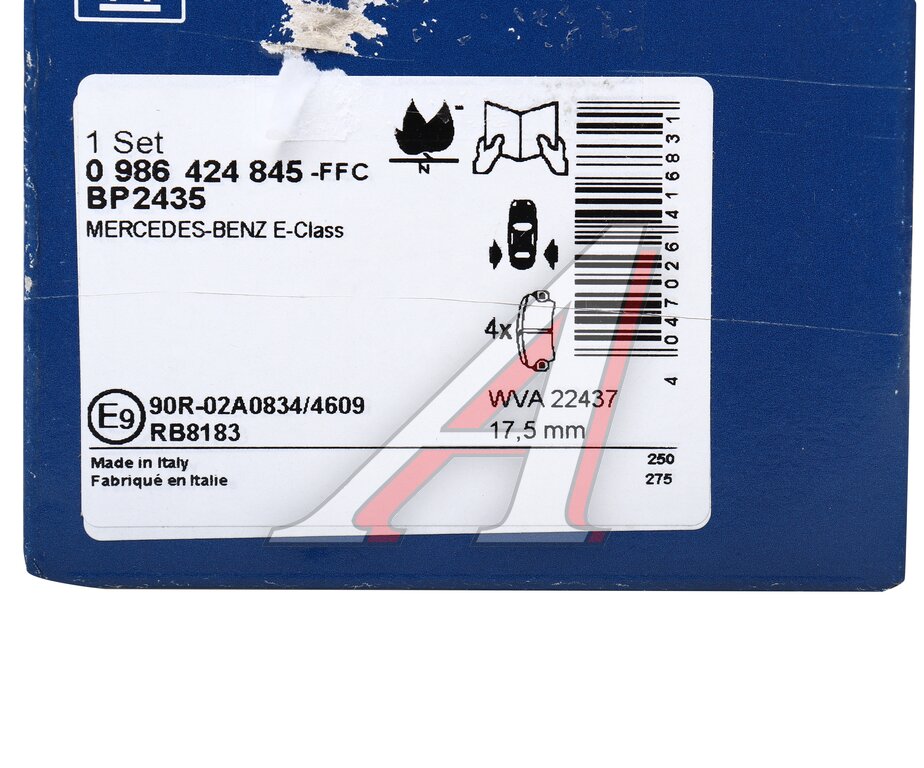 1 Set
0 986 424 845 -FFC
BP2435
MERCEDES-BENZ E-Class
N
4 047026 416831
4x
E9
90R-02A0834/4609
RB8183
WVA 22437
17,5 mm
Made in Italy
Fabriqué en Italie
250
275